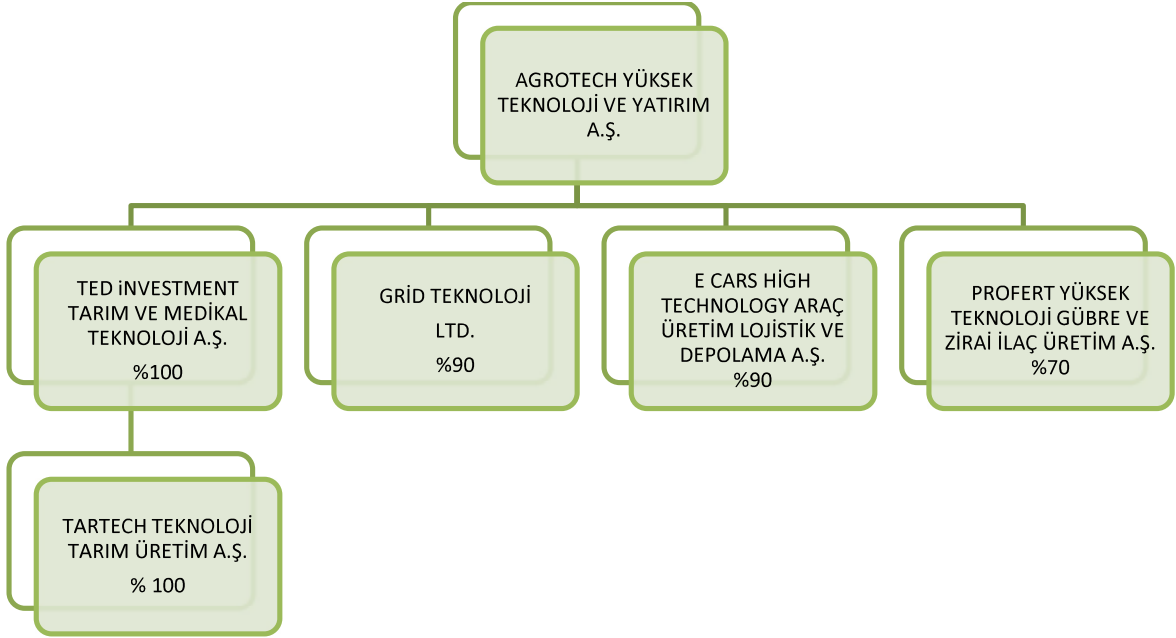 AGROTECH YÜKSEK
TEKNOLOJİ VE YATIRIM
A.Ş.
TED iNVESTMENT
TARIM VE MEDİKAL
TEKNOLOJİ A.Ş.
%100
GRİD TEKNOLOJİ
LTD.
%90
E CARS HİGH
TECHNOLOGY ARAÇ
ÜRETİM LOJİSTİK VE
DEPOLAMA A.Ş.
%90
PROFERT YÜKSEK
TEKNOLOJİ GÜBRE VE
ZİRAİ İLAÇ ÜRETİM A.Ş.
%70
TARTECH TEKNOLOJİ
TARIM ÜRETİM A.Ş.
% 100